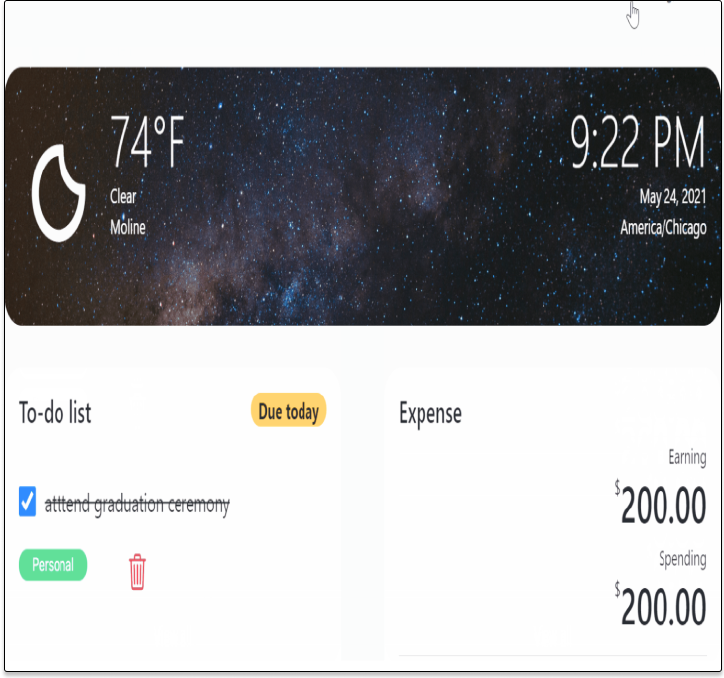 74°F
Clear
Moline
9:22 PM
May 24, 2021
America/Chicago
To-do list
Due today
atttend graduation ceremony
Personal
Expense
Earning
$200.00
Spending
$200.00